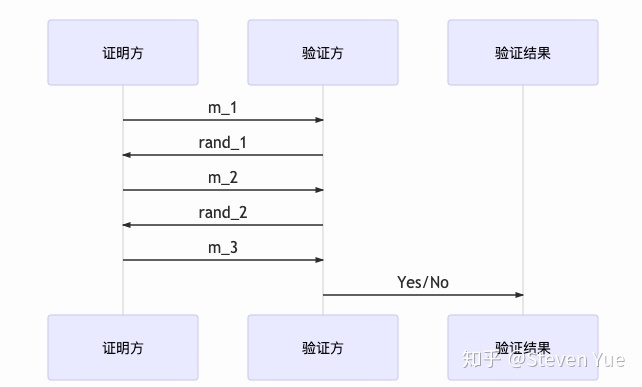 证明方 验证方 验证结果
m_1
rand_1
m_2
rand_2
m_3
Yes/No
证明方 验证方 验证结果
知乎 @Steven Yue